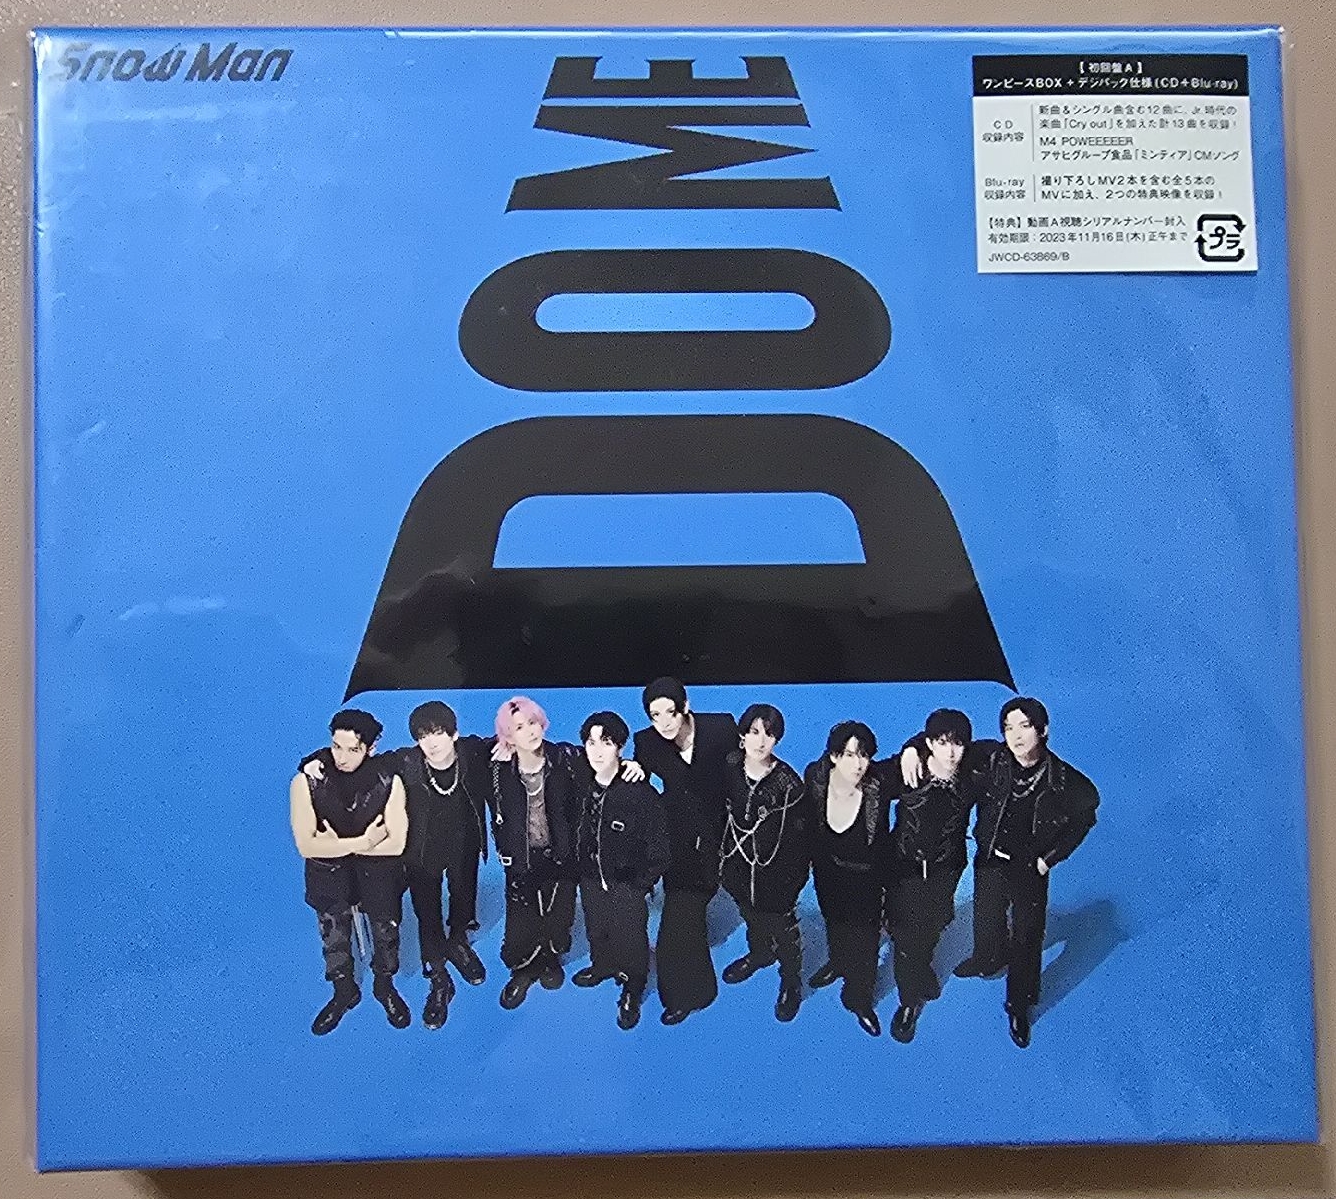 Snow Man
i DO ME
【 初回盤A 】
ワンピースBOX + デジパック仕様 (CD+Blu-ray)
CD
収録内容
新曲＆シングル曲含む12曲に、Jr.時代の
楽曲「Cry out」を加えた計13曲を収録！
M4 POWEEEEER
アサヒグループ食品「ミンティア」CMソング
Blu-ray
収録内容
撮り下ろしMV2本を含む全5本の
MVに加え、2つの特典映像を収録！
【特典】動画A視聴シリアルナンバー封入
有効期限：2023年11月16日(木)正午まで
JWCD-63869/B
プラ